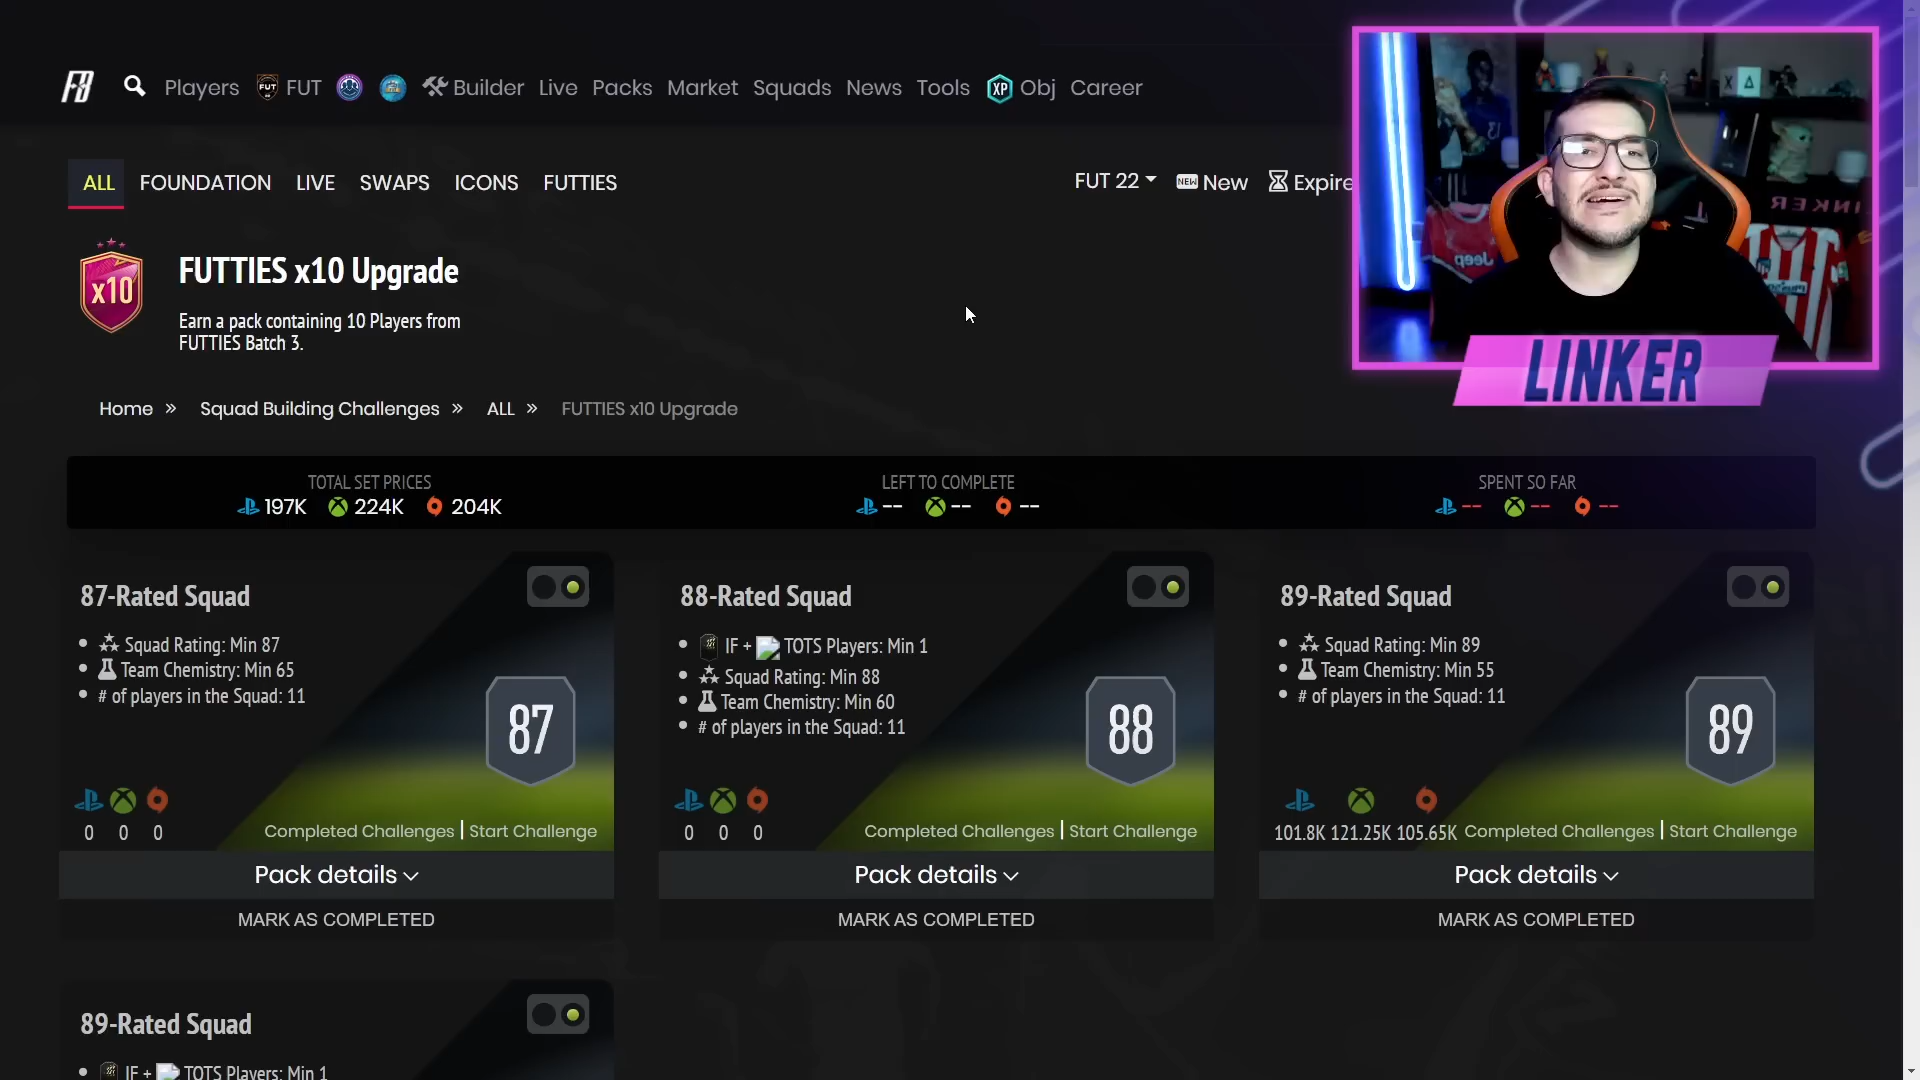 Players FUT Builder Live Packs Market Squads News Tools XP Obj Career
ALL FOUNDATION LIVE SWAPS ICONS FUTTIES
FUT 22 NEW New Expire
x10
FUTTIES x10 Upgrade
Earn a pack containing 10 Players from
FUTTIES Batch 3.
LINKER
Jeep
Home » Squad Building Challenges » ALL » FUTTIES x10 Upgrade
TOTAL SET PRICES
197K 224K 204K
LEFT TO COMPLETE
-- -- --
SPENT SO FAR
-- -- --
87-Rated Squad
Squad Rating: Min 87
Team Chemistry: Min 65
# of players in the Squad: 11
87
0 0 0
Completed Challenges | Start Challenge
Pack details
MARK AS COMPLETED
88-Rated Squad
IF + TOTS Players: Min 1
Squad Rating: Min 88
Team Chemistry: Min 60
# of players in the Squad: 11
88
0 0 0
Completed Challenges | Start Challenge
Pack details
MARK AS COMPLETED
89-Rated Squad
Squad Rating: Min 89
Team Chemistry: Min 55
# of players in the Squad: 11
89
101.8K 121.25K 105.65K
Completed Challenges | Start Challenge
Pack details
MARK AS COMPLETED
89-Rated Squad
IF + TOTS Players: Min 1